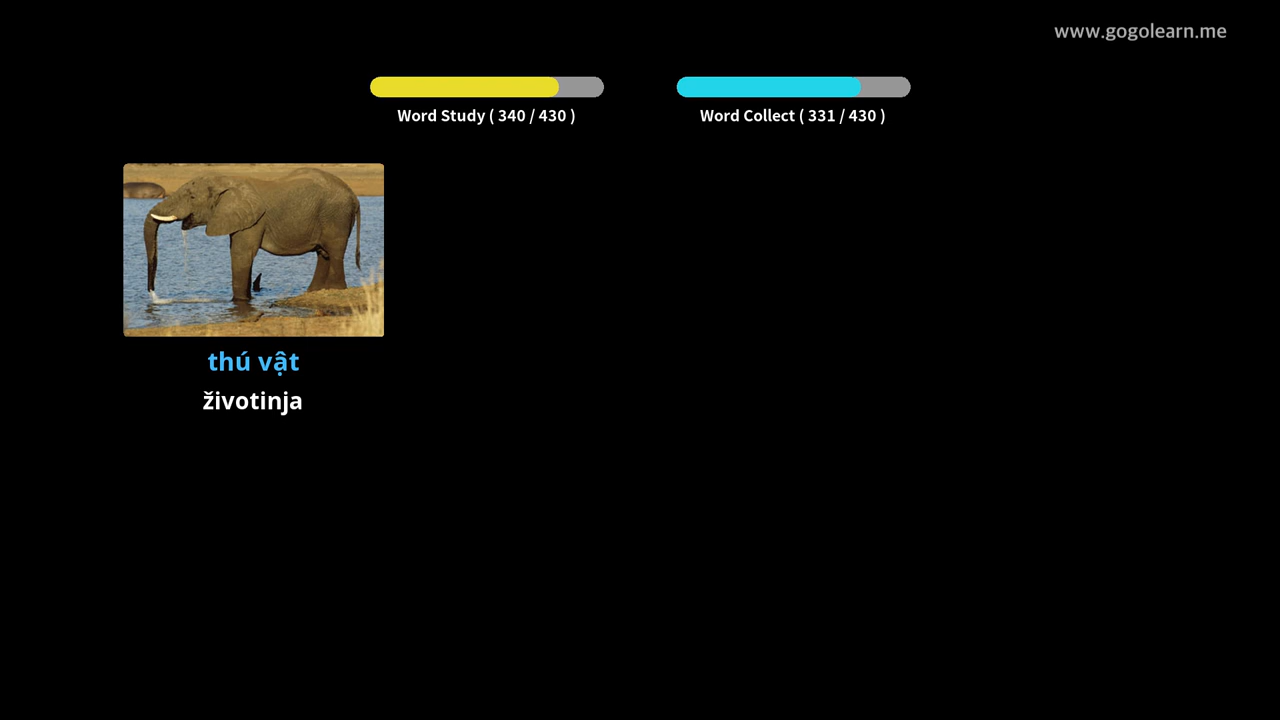 www.gogolearn.me
Word Study ( 340 / 430 )
Word Collect ( 331 / 430 )
thú vật
životinja